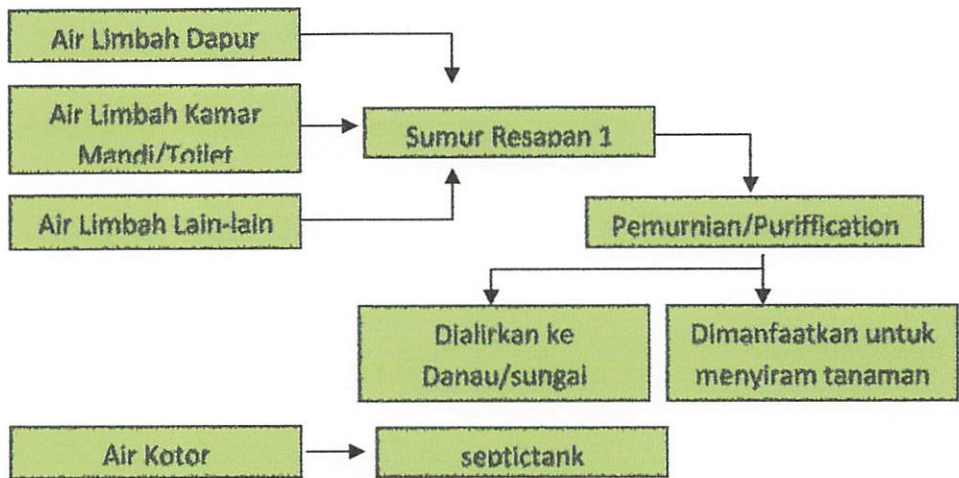 Air Limbah Dapur
Air Limbah Kamar
Mandi/Toilet
Sumur Resapan 1
Air Limbah Lain-lain
Pemurnian/Puriffication
Dialirkan ke
Danau/sungai
Dimanfaatkan untuk
menyiram tanaman
Air Kotor
septictank